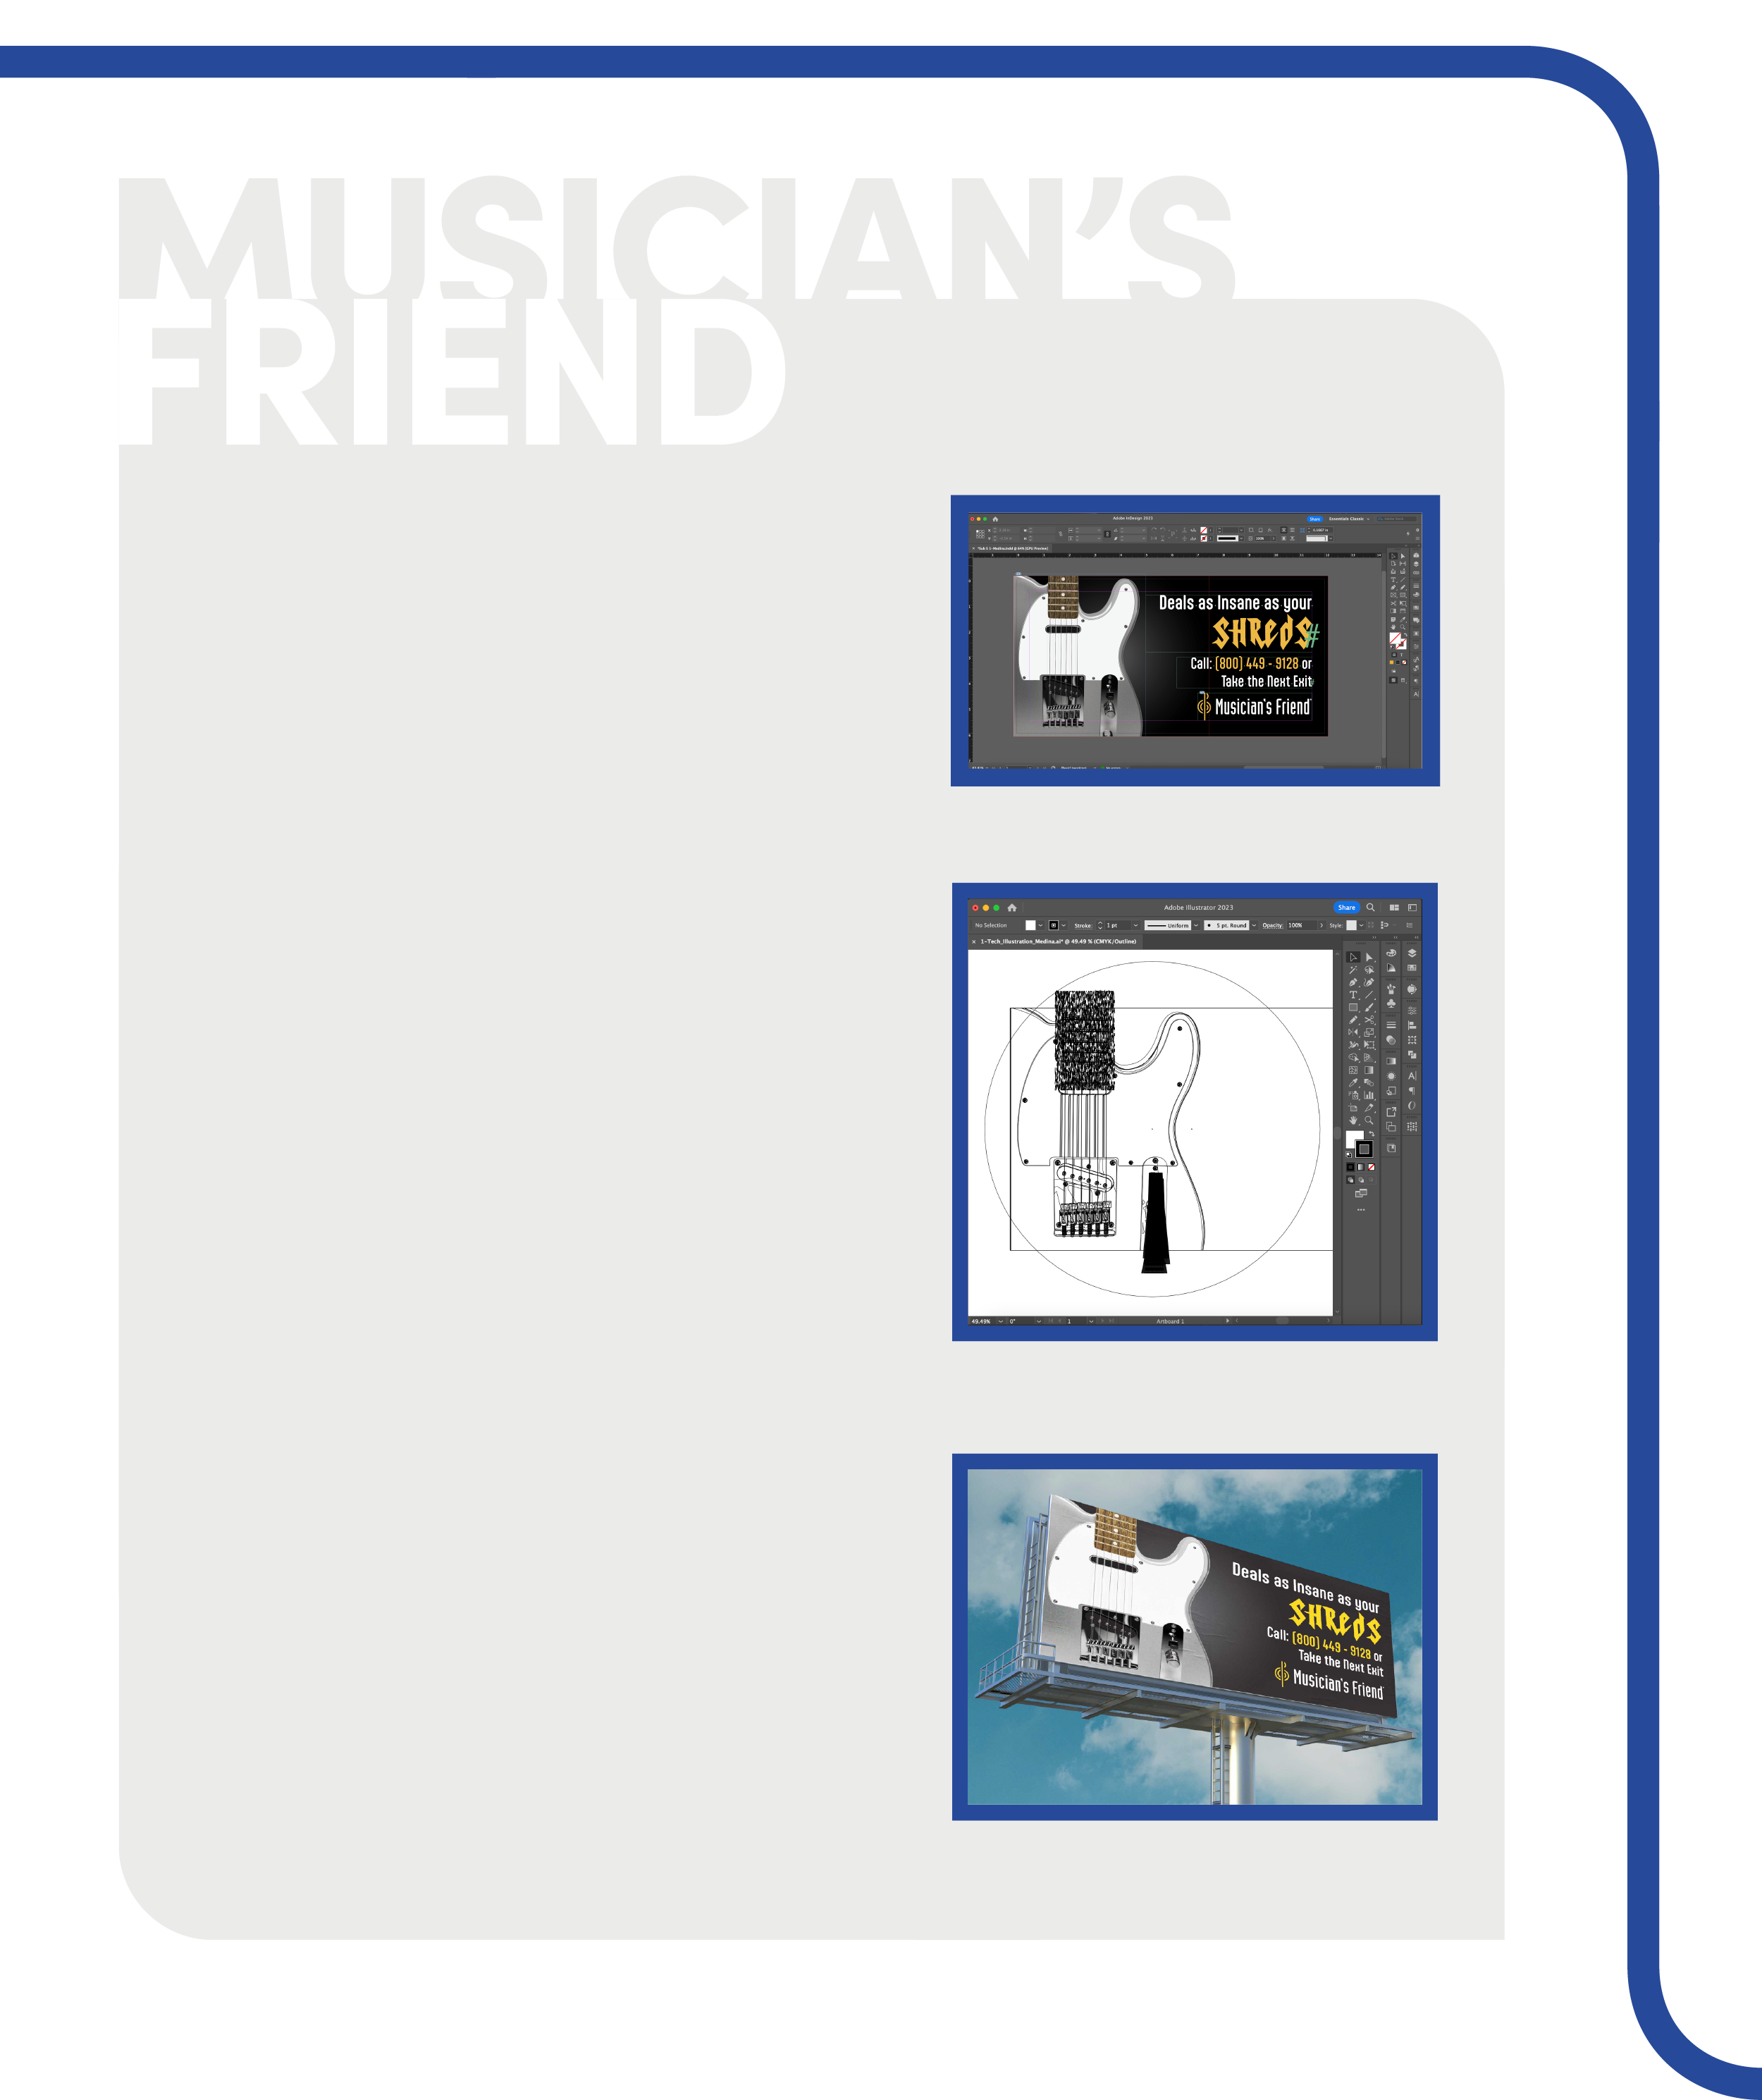 MUSICIAN'S
FRIEND
Adobe InDesign 2023
Share
Essentials Classic
Deals as Insane as your
SHRedS#
Call: (800) 449 - 9128 or
Take the Next Exit
Musician's Friend
Adobe Illustrator 2023
Share
No Selection
Stroke:
1 pt
Uniform
5 pt. Round
Opacity:
100%
Style:
× 1-Tech_Illustration_Medina.ai* @ 49.49 % (CMYK/Outline)
49.49%
0°
1
Artboard 1
Deals as Insane as your
SHRedS
Call: (800) 449 - 9128 or
Take the Next Exit
Musician's Friend